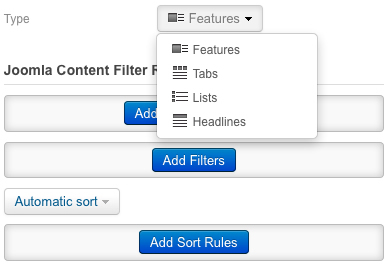 Type
Features
Features
Tabs
Lists
Headlines
Joomla Content Filter R
Add
Add Filters
Automatic sort
Add Sort Rules